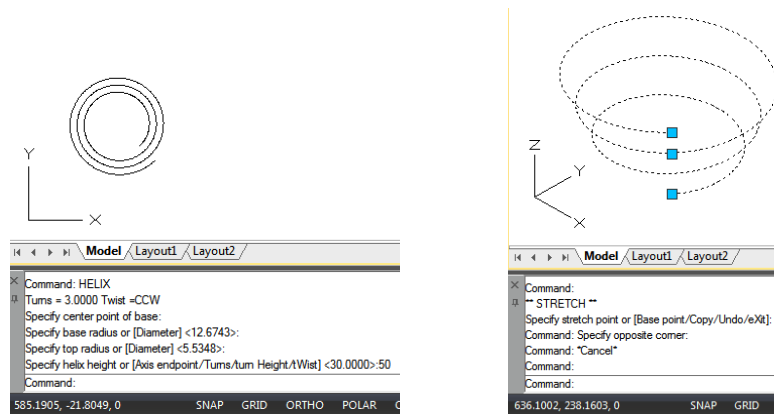 Y
X
Model Layout1 Layout2
Command: HELIX
Turns = 3.0000 Twist =CCW
Specify center point of base:
Specify base radius or [Diameter] <12.6743>:
Specify top radius or [Diameter] <5.5348>:
Specify helix height or [Axis endpoint/Turns/turn Height/tWist] <30.0000>:50
Command:
585.1905, -21.8049, 0 SNAP GRID ORTHO POLAR
Z
Y
X
Model Layout1 Layout2
Command:
** STRETCH **
Specify stretch point or [Base point/Copy/Undo/eXit]:
Command: Specify opposite corner:
Command: *Cancel*
Command:
Command:
636.1002, 238.1603, 0 SNAP GRID